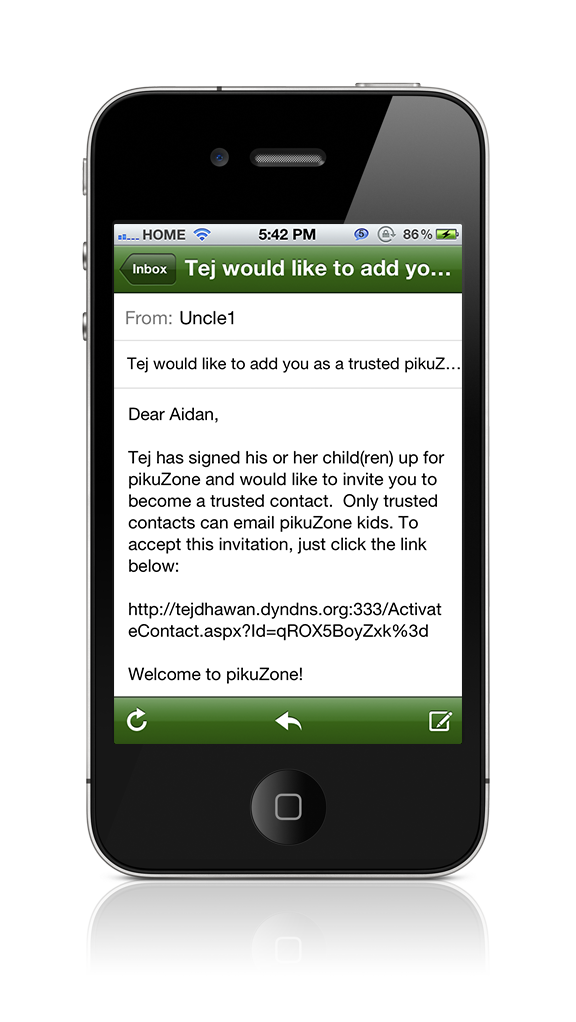 HOME 5:42 PM 5 86%
Inbox Tej would like to add yo...
From: Uncle1
Tej would like to add you as a trusted pikuZ...
Dear Aidan,
Tej has signed his or her child(ren) up for
pikuZone and would like to invite you to
become a trusted contact.  Only trusted
contacts can email pikuZone kids. To
accept this invitation, just click the link
below:
http://tejdhawan.dyndns.org:333/Activat
eContact.aspx?Id=qROX5BoyZxk%3d
Welcome to pikuZone!